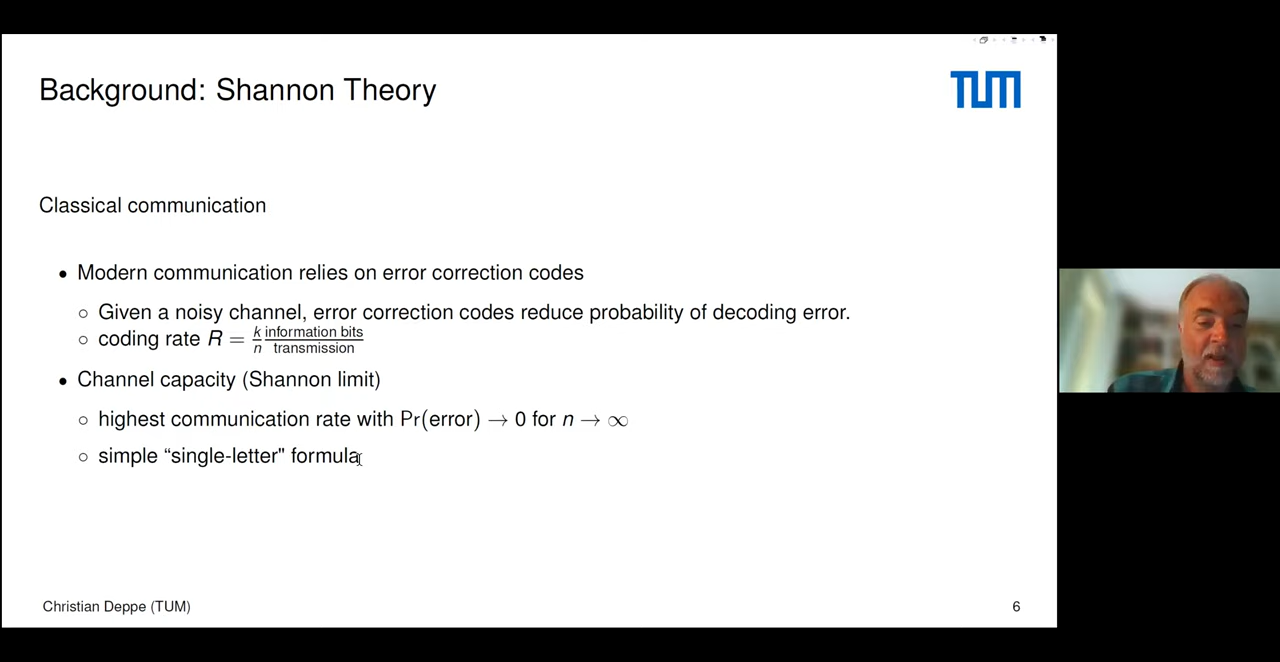 Background: Shannon Theory
TUM
Classical communication
• Modern communication relies on error correction codes
○ Given a noisy channel, error correction codes reduce probability of decoding error.
○ coding rate R = k/n information bits/transmission
• Channel capacity (Shannon limit)
○ highest communication rate with Pr(error) → 0 for n → ∞
○ simple “single-letter" formula
Christian Deppe (TUM)
6